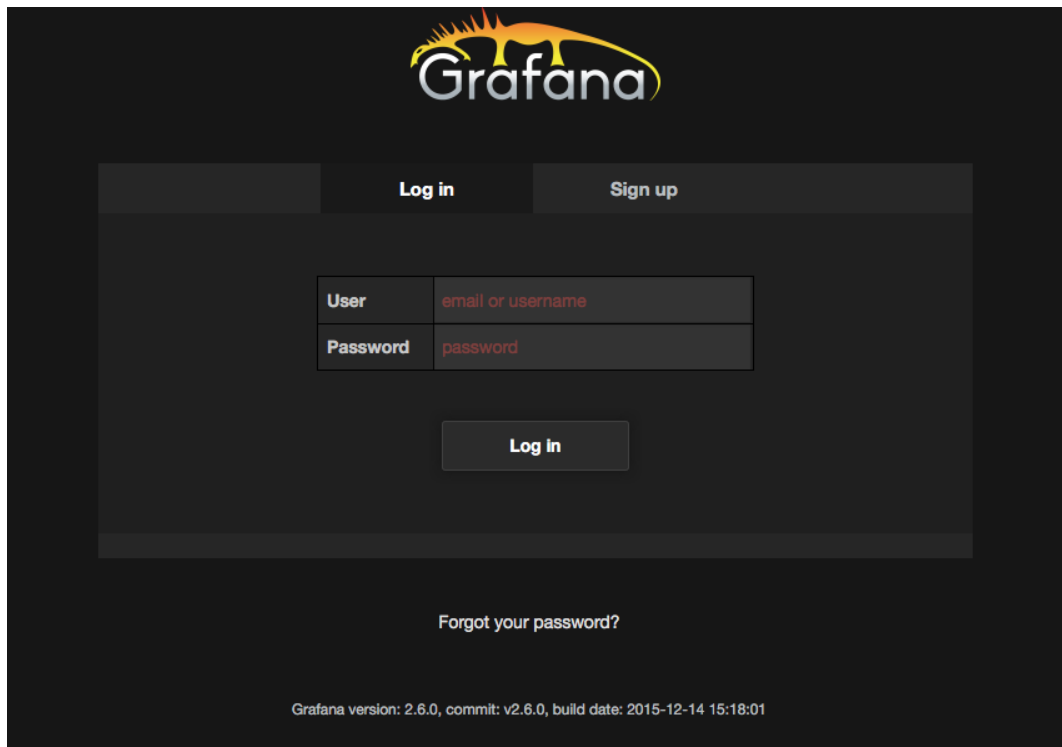 Grafana
Log in Sign up
User email or username
Password password
Log in
Forgot your password?
Grafana version: 2.6.0, commit: v2.6.0, build date: 2015-12-14 15:18:01